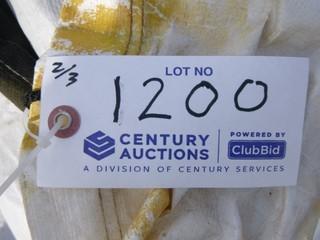 2/3
LOT NO
1200
CENTURY AUCTIONS
POWERED BY
ClubBid
A DIVISION OF CENTURY SERVICES